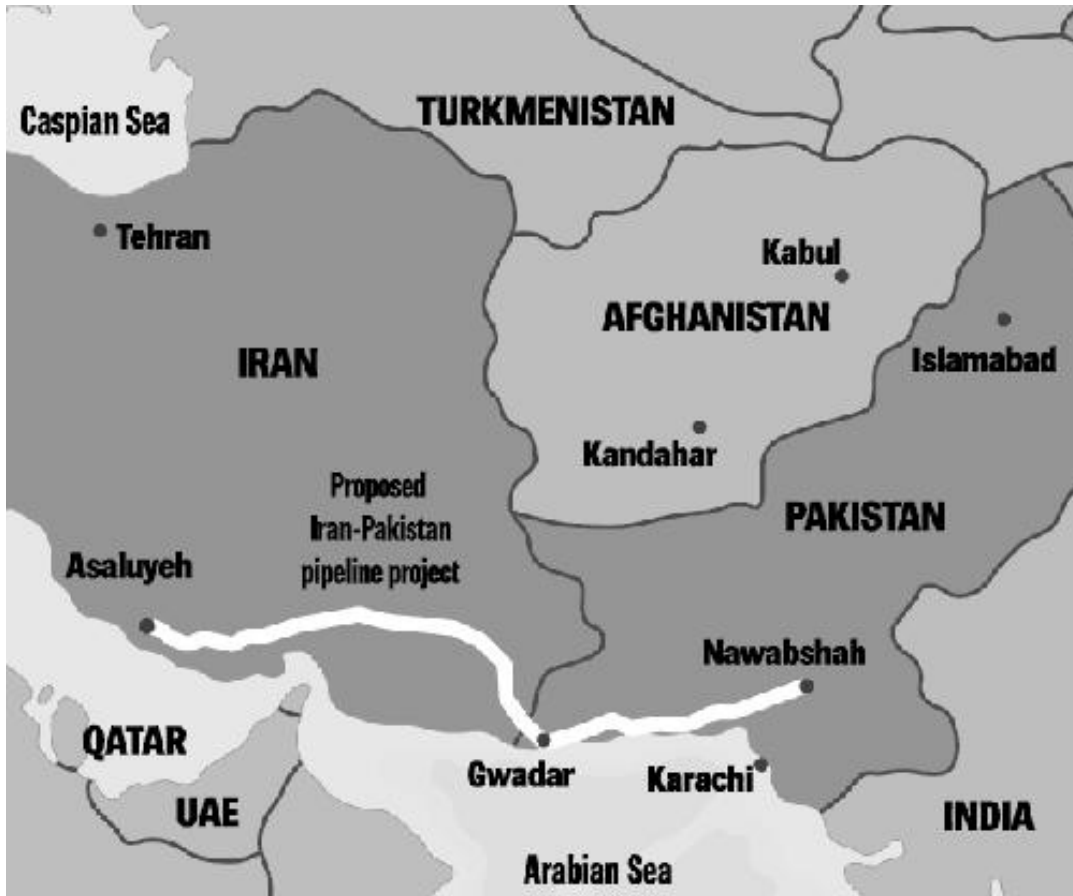 TURKMENISTAN
Caspian Sea
Tehran
Kabul
AFGHANISTAN
IRAN
Islamabad
Kandahar
Proposed
Iran-Pakistan
pipeline project
PAKISTAN
Asaluyeh
Nawabshah
QATAR
Gwadar
Karachi
UAE
INDIA
Arabian Sea